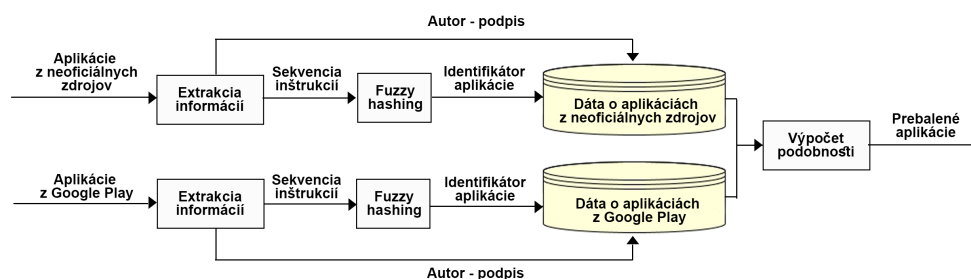 Autor - podpis
Aplikácie
z neoficiálnych
zdrojov
Extrakcia
informácií
Sekvencia
inštrukcií
Fuzzy
hashing
Identifikátor
aplikácie
Dáta o aplikáciách
z neoficiálnych zdrojov
Výpočet
podobnosti
Prebalené
aplikácie
Aplikácie
z Google Play
Extrakcia
informácií
Sekvencia
inštrukcií
Fuzzy
hashing
Identifikátor
aplikácie
Dáta o aplikáciách
z Google Play
Autor - podpis